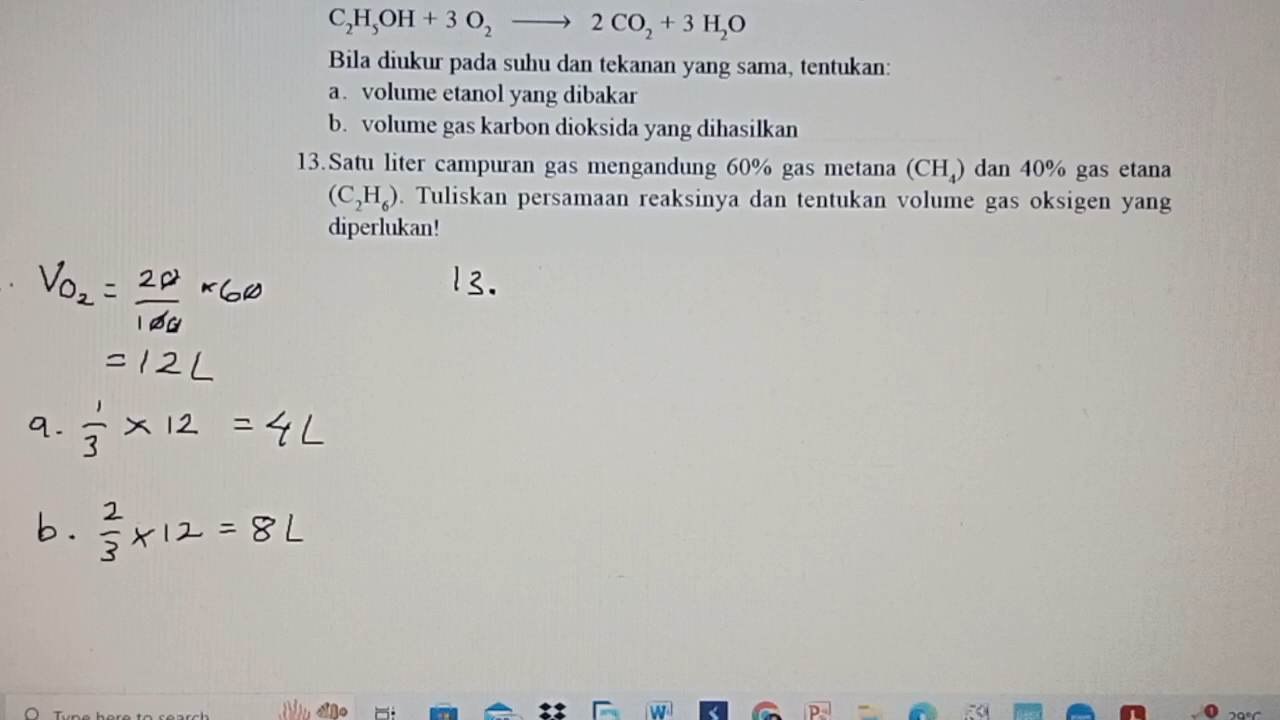 C₂H₅OH + 3 O₂ ⟶ 2 CO₂ + 3 H₂O
Bila diukur pada suhu dan tekanan yang sama, tentukan:
a. volume etanol yang dibakar
b. volume gas karbon dioksida yang dihasilkan
13. Satu liter campuran gas mengandung 60% gas metana (CH₄) dan 40% gas etana
(C₂H₆). Tuliskan persamaan reaksinya dan tentukan volume gas oksigen yang
diperlukan!
V O₂ = 20/100 × 60
= 12 L
a. 1/3 × 12 = 4 L
b. 2/3 × 12 = 8 L
13.
Type here to search
29°C